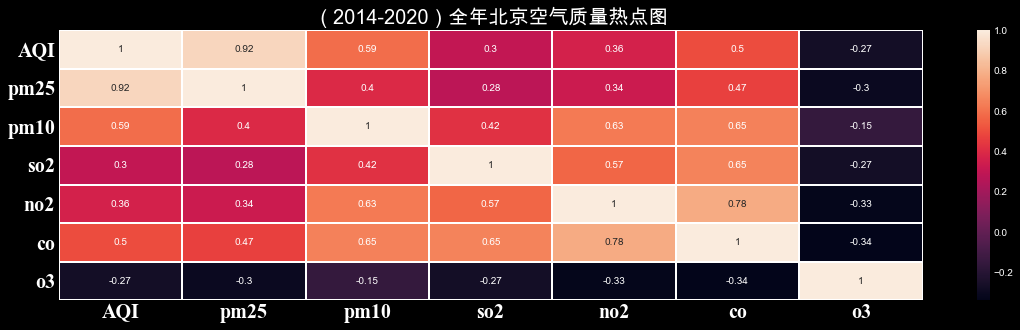 （2014-2020）全年北京空气质量热点图
AQI 1 0.92 0.59 0.3 0.36 0.5 -0.27
pm25 0.92 1 0.4 0.28 0.34 0.47 -0.3
pm10 0.59 0.4 1 0.42 0.63 0.65 -0.15
so2 0.3 0.28 0.42 1 0.57 0.65 -0.27
no2 0.36 0.34 0.63 0.57 1 0.78 -0.33
co 0.5 0.47 0.65 0.65 0.78 1 -0.34
o3 -0.27 -0.3 -0.15 -0.27 -0.33 -0.34 1
AQI pm25 pm10 so2 no2 co o3
1.0
0.8
0.6
0.4
0.2
0.0
−0.2